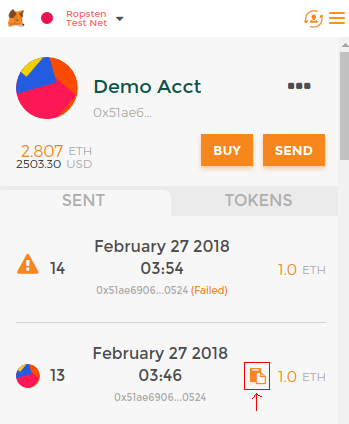 Ropsten
Test Net
Demo Acct
0x51ae6...
2.807 ETH
2503.30 USD
BUY
SEND
SENT
TOKENS
14
February 27 2018
03:54
0x51ae6906...0524 (Failed)
1.0 ETH
13
February 27 2018
03:46
0x51ae6906...0524
1.0 ETH